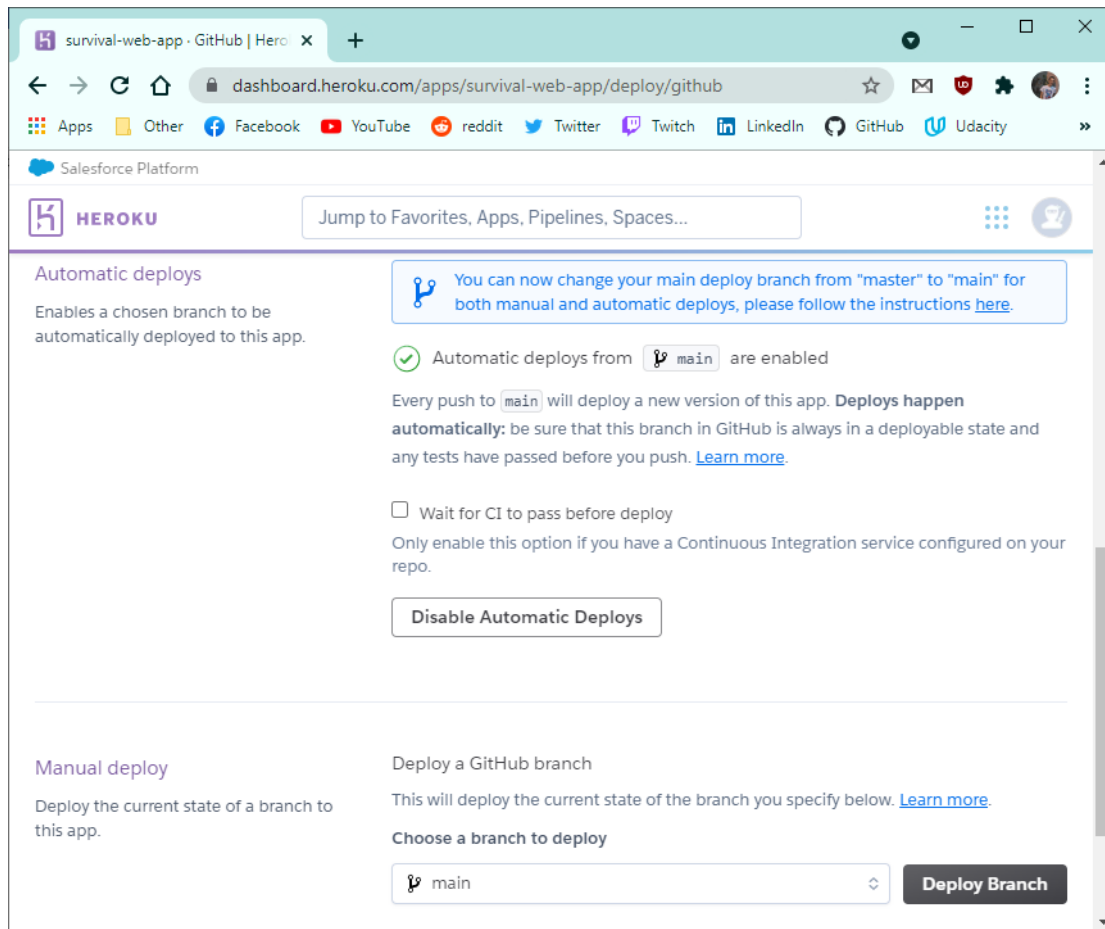 survival-web-app · GitHub | Hero
dashboard.heroku.com/apps/survival-web-app/deploy/github
Apps Other Facebook YouTube reddit Twitter Twitch LinkedIn GitHub Udacity »
Salesforce Platform
HEROKU
Jump to Favorites, Apps, Pipelines, Spaces...
Automatic deploys
Enables a chosen branch to be
automatically deployed to this app.
You can now change your main deploy branch from "master" to "main" for
both manual and automatic deploys, please follow the instructions here.
Automatic deploys from main are enabled
Every push to main will deploy a new version of this app. Deploys happen
automatically: be sure that this branch in GitHub is always in a deployable state and
any tests have passed before you push. Learn more.
Wait for CI to pass before deploy
Only enable this option if you have a Continuous Integration service configured on your
repo.
Disable Automatic Deploys
Manual deploy
Deploy the current state of a branch to
this app.
Deploy a GitHub branch
This will deploy the current state of the branch you specify below. Learn more.
Choose a branch to deploy
main
Deploy Branch